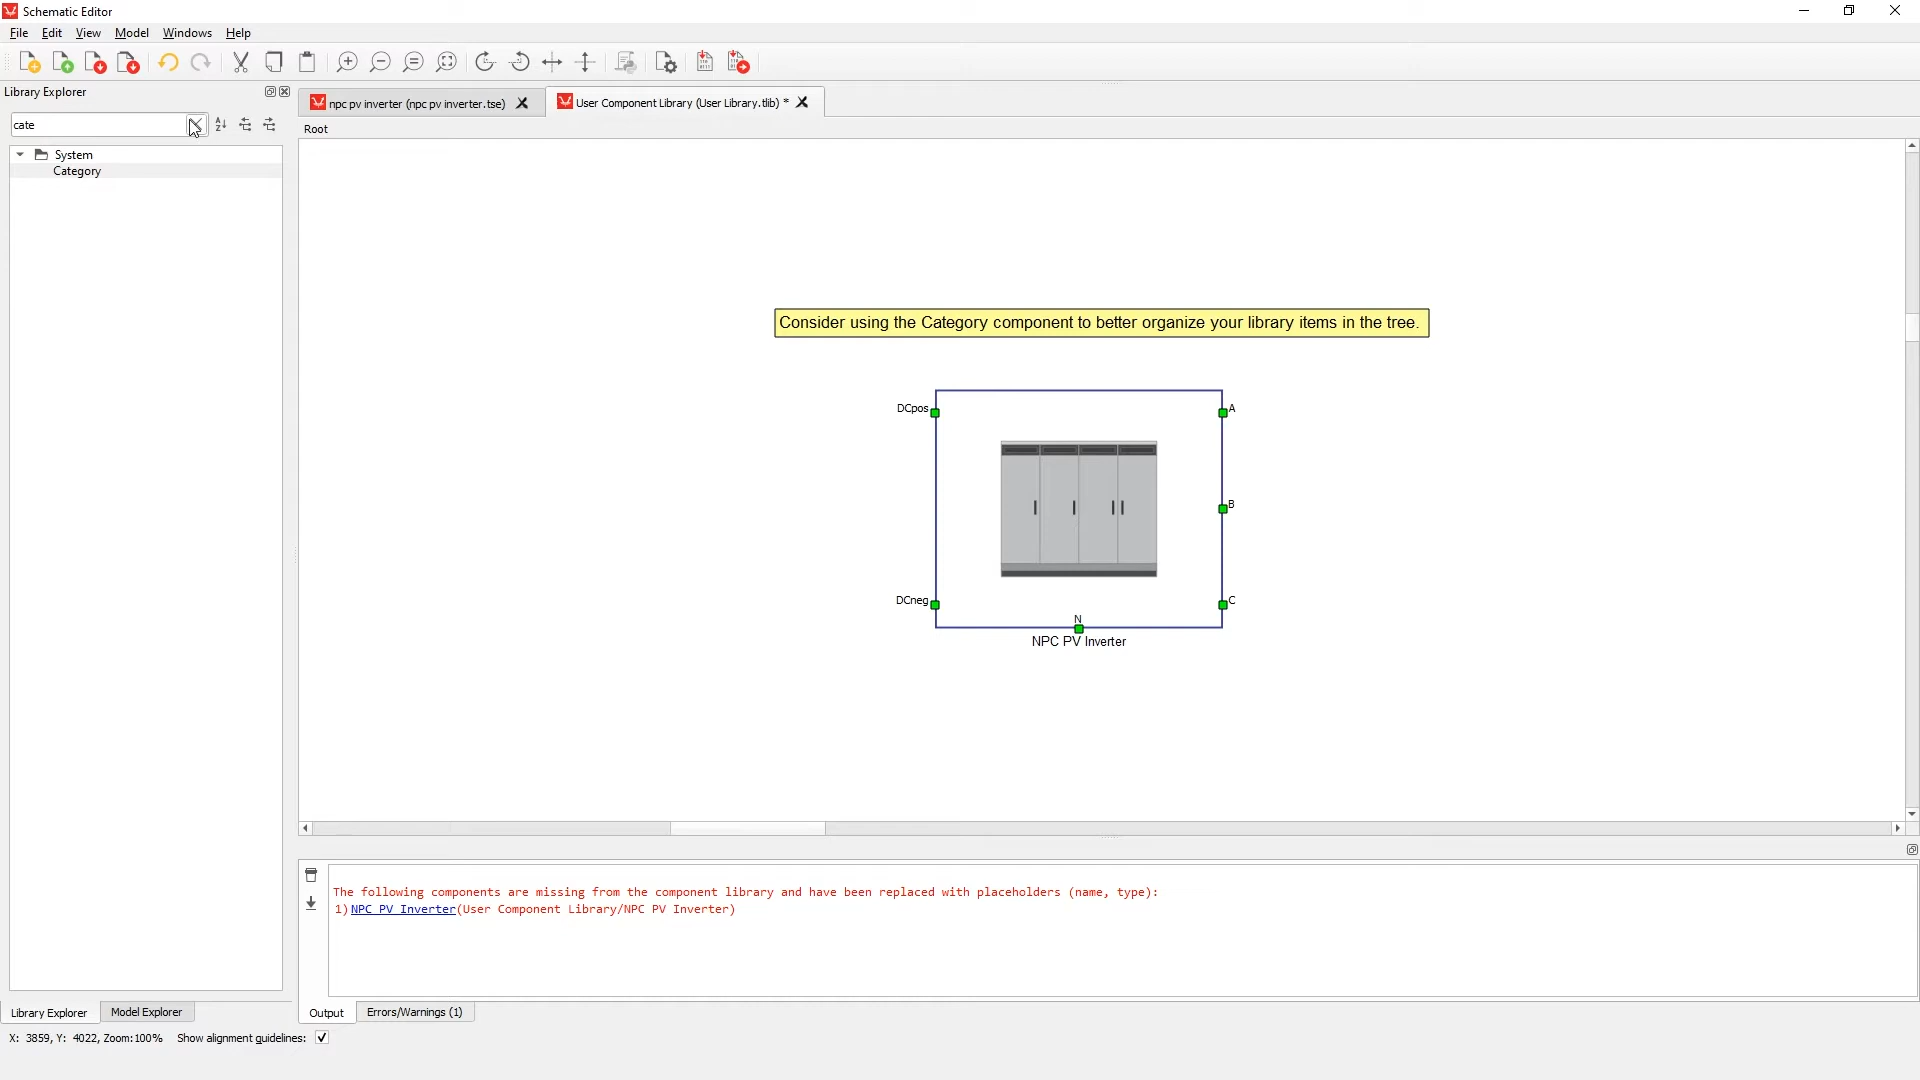 Schematic Editor
File Edit View Model Windows Help
Library Explorer
cate
System
Category
npc pv inverter (npc pv inverter.tse)
User Component Library (User Library.tlib) *
Root
Consider using the Category component to better organize your library items in the tree.
DCpos
A
B
DCneg
C
N
NPC PV Inverter
The following components are missing from the component library and have been replaced with placeholders (name, type):
1) NPC PV Inverter(User Component Library/NPC PV Inverter)
Library Explorer
Model Explorer
Output
Errors/Warnings (1)
X: 3859, Y: 4022, Zoom:100%
Show alignment guidelines: